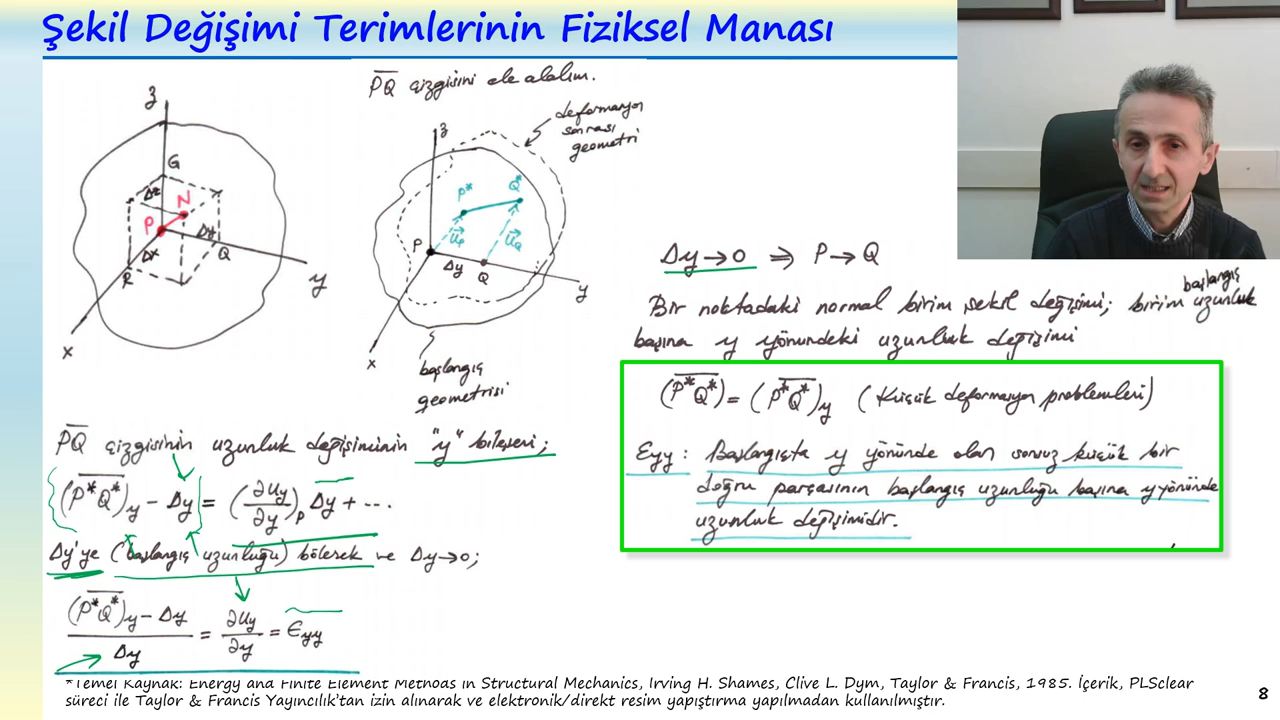 Şekil Değişimi Terimlerinin Fiziksel Manası
z
G
Δz
N
P
Δy
Δx
Q
R
y
x
PQ çizgisini ele alalım.
deformasyon
sonrası
geometri
z
P*
Q*
u⃗P
u⃗Q
P
Δy
Q
y
x
başlangıç
geometrisi
PQ çizgisinin uzunluk değişiminin "y" bileşeni;
(P*Q*)y − Δy = (∂uy/∂y)P Δy + ...
Δy'ye (başlangıç uzunluğu) bölerek ve Δy→0;
((P*Q*)y − Δy)/Δy = ∂uy/∂y = εyy
Δy→0 ⇒ P→Q
başlangıç
Bir noktadaki normal birim şekil değişimi; birim uzunluk
başına y yönündeki uzunluk değişimi
(P*Q*) = (P*Q*)y (Küçük deformasyon problemleri)
Eyy : Başlangıçta y yönünde olan sonsuz küçük bir
doğru parçasının başlangıç uzunluğu başına y yönünde
uzunluk değişimidir.
*Temel Kaynak: Energy and Finite Element Methods in Structural Mechanics, Irving H. Shames, Clive L. Dym, Taylor & Francis, 1985. İçerik, PLSclear
süreci ile Taylor & Francis Yayıncılık'tan izin alınarak ve elektronik/direkt resim yapıştırma yapılmadan kullanılmıştır.
8